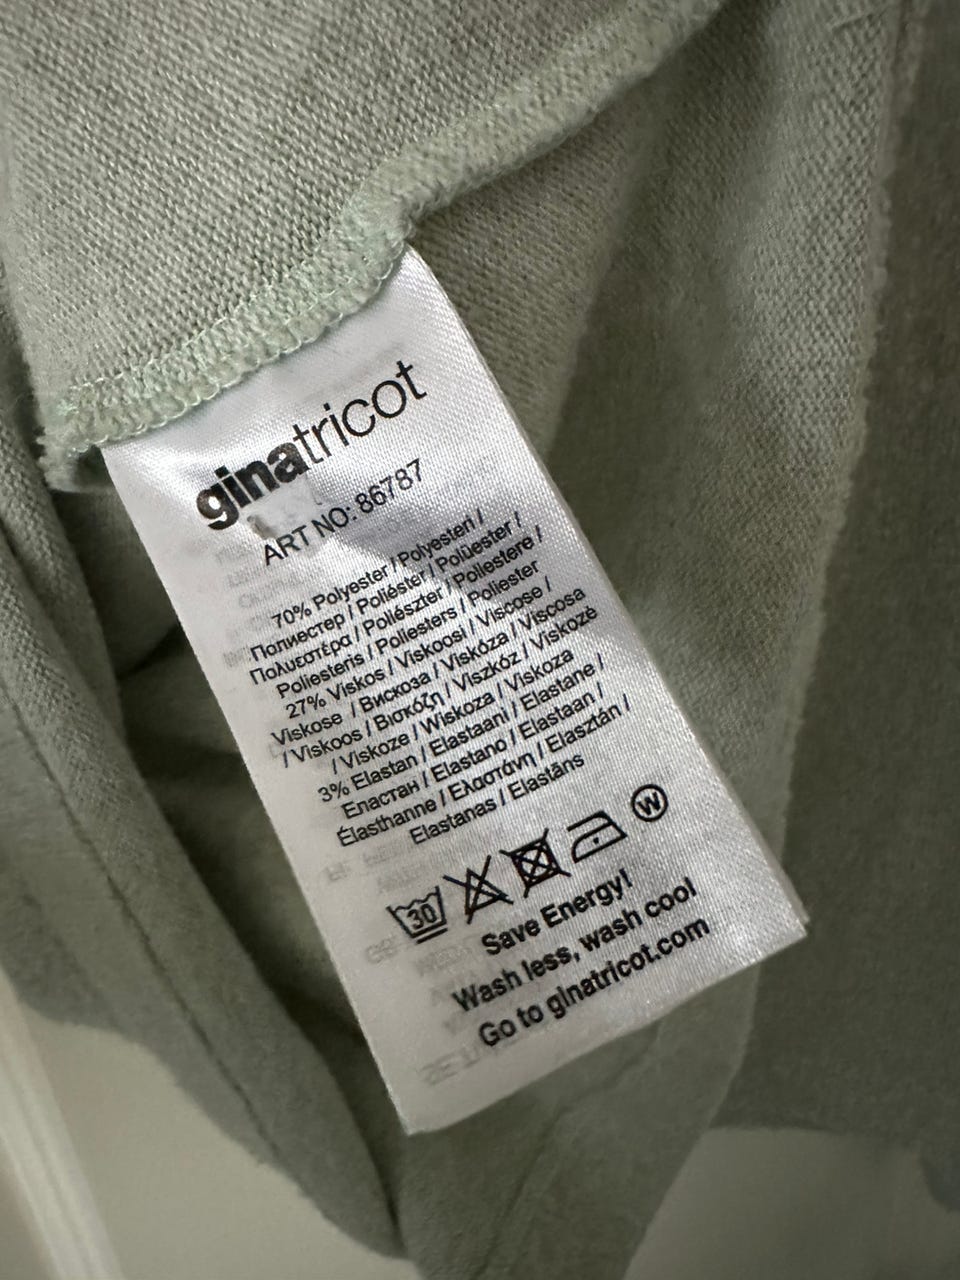 ginatricot
ART NO: 86787
70% Polyester / Polyesteri /
Полиестер / Poliéster / Polüester /
Πολυεστέρα / Poliészter / Poliestere /
Poliesteris / Poliesters / Poliester
27% Viskos / Viskoosi / Viscose /
Viskose / Вискоза / Viskóza / Viscosa
/ Viskoos / Βισκόζη / Viszkóz / Viskozė
/ Viskoze / Wiskoza / Viskoza
3% Elastan / Elastaani / Elastane /
Еластан / Elastano / Elastaan /
Élasthanne / Ελαστάνη / Elasztán /
Elastanas / Elastāns
30
W
Save Energy!
Wash less, wash cool
Go to ginatricot.com